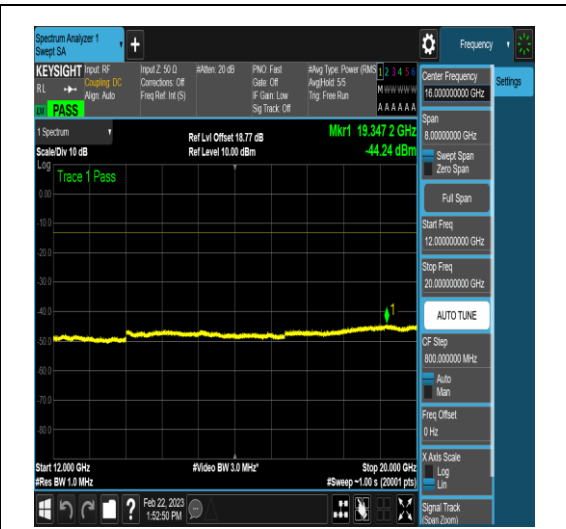 Spectrum Analyzer 1
Swept SA
Frequency
KEYSIGHT
RL
PASS
Input: RF
Coupling: DC
Align: Auto
Input Z: 50 Ω
Corrections: Off
Freq Ref: Int (S)
#Atten: 20 dB
PNO: Fast
Gate: Off
IF Gain: Low
Sig Track: Off
#Avg Type: Power (RMS
Avg|Hold: 5/5
Trig: Free Run
1 2 3 4 5 6
M W W W W W
A A A A A A
Center Frequency
16.000000000 GHz
Settings
Span
8.00000000 GHz
Swept Span
Zero Span
Full Span
Start Freq
12.000000000 GHz
Stop Freq
20.000000000 GHz
AUTO TUNE
CF Step
800.000000 MHz
Auto
Man
Freq Offset
0 Hz
X Axis Scale
Log
Lin
Signal Track
(Span Zoom)
1 Spectrum
Scale/Div 10 dB
Ref Lvl Offset 18.77 dB
Ref Level 10.00 dBm
Mkr1 19.347 2 GHz
-44.24 dBm
Log
Trace 1 Pass
0.00
-10.0
-20.0
-30.0
-40.0
-50.0
-60.0
-70.0
-80.0
1
Start 12.000 GHz
#Res BW 1.0 MHz
#Video BW 3.0 MHz*
Stop 20.000 GHz
#Sweep ~1.00 s (20001 pts)
?
Feb 22, 2023
1:52:50 PM